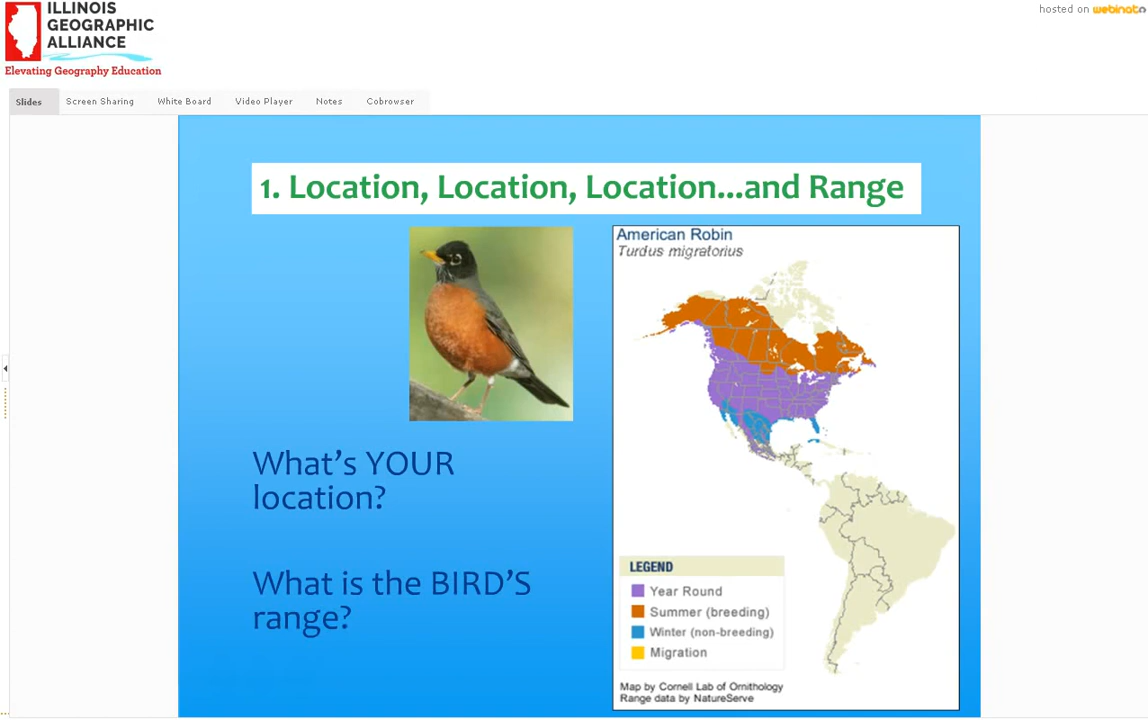 ILLINOIS
GEOGRAPHIC
ALLIANCE
Elevating Geography Education
hosted on webinato
Slides
Screen Sharing
White Board
Video Player
Notes
Cobrowser
1. Location, Location, Location...and Range
What's YOUR
location?
What is the BIRD'S
range?
American Robin
Turdus migratorius
LEGEND
Year Round
Summer (breeding)
Winter (non-breeding)
Migration
Map by Cornell Lab of Ornithology
Range data by NatureServe